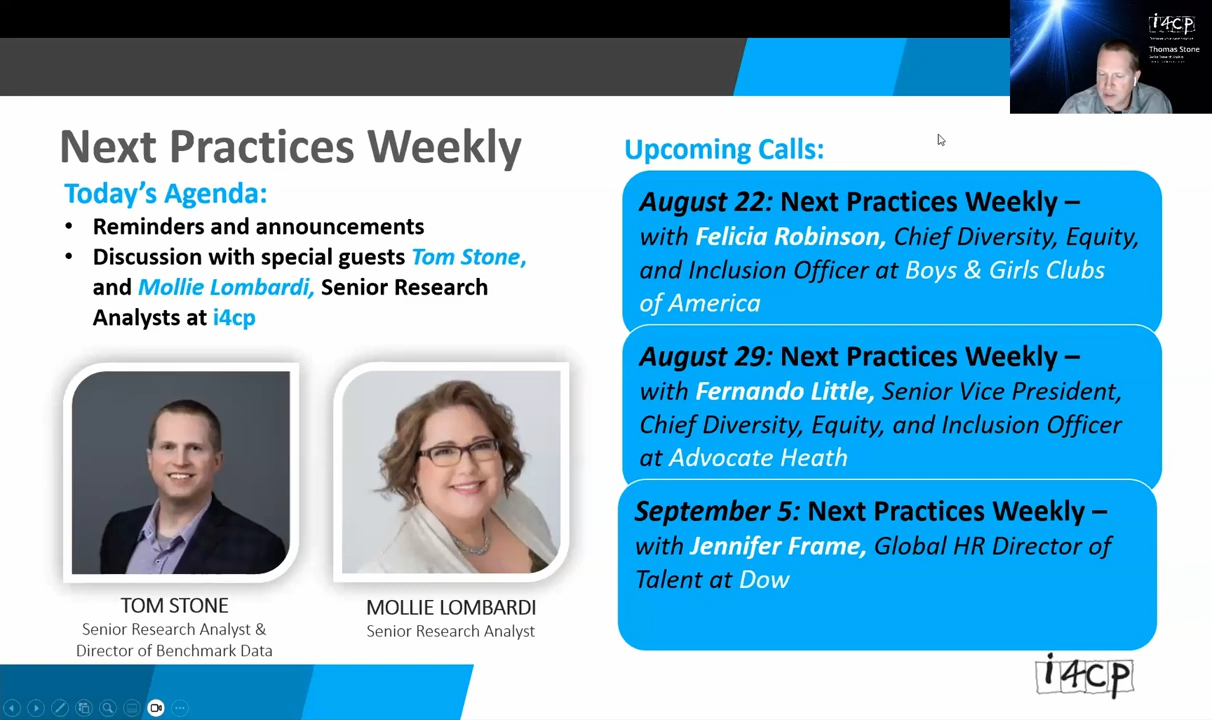 i4cp
Thomas Stone
Next Practices Weekly
Today's Agenda:
• Reminders and announcements
• Discussion with special guests Tom Stone,
and Mollie Lombardi, Senior Research
Analysts at i4cp
TOM STONE
Senior Research Analyst &
Director of Benchmark Data
MOLLIE LOMBARDI
Senior Research Analyst
Upcoming Calls:
August 22: Next Practices Weekly –
with Felicia Robinson, Chief Diversity, Equity,
and Inclusion Officer at Boys & Girls Clubs
of America
August 29: Next Practices Weekly –
with Fernando Little, Senior Vice President,
Chief Diversity, Equity, and Inclusion Officer
at Advocate Heath
September 5: Next Practices Weekly –
with Jennifer Frame, Global HR Director of
Talent at Dow
i4cp